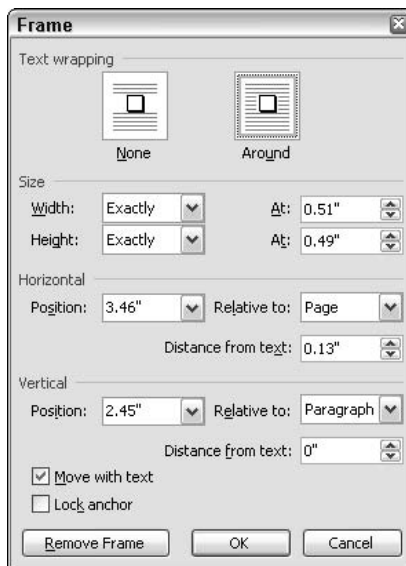 Frame
Text wrapping
None Around
Size
Width: Exactly At: 0.51"
Height: Exactly At: 0.49"
Horizontal
Position: 3.46" Relative to: Page
Distance from text: 0.13"
Vertical
Position: 2.45" Relative to: Paragraph
Distance from text: 0"
Move with text
Lock anchor
Remove Frame OK Cancel